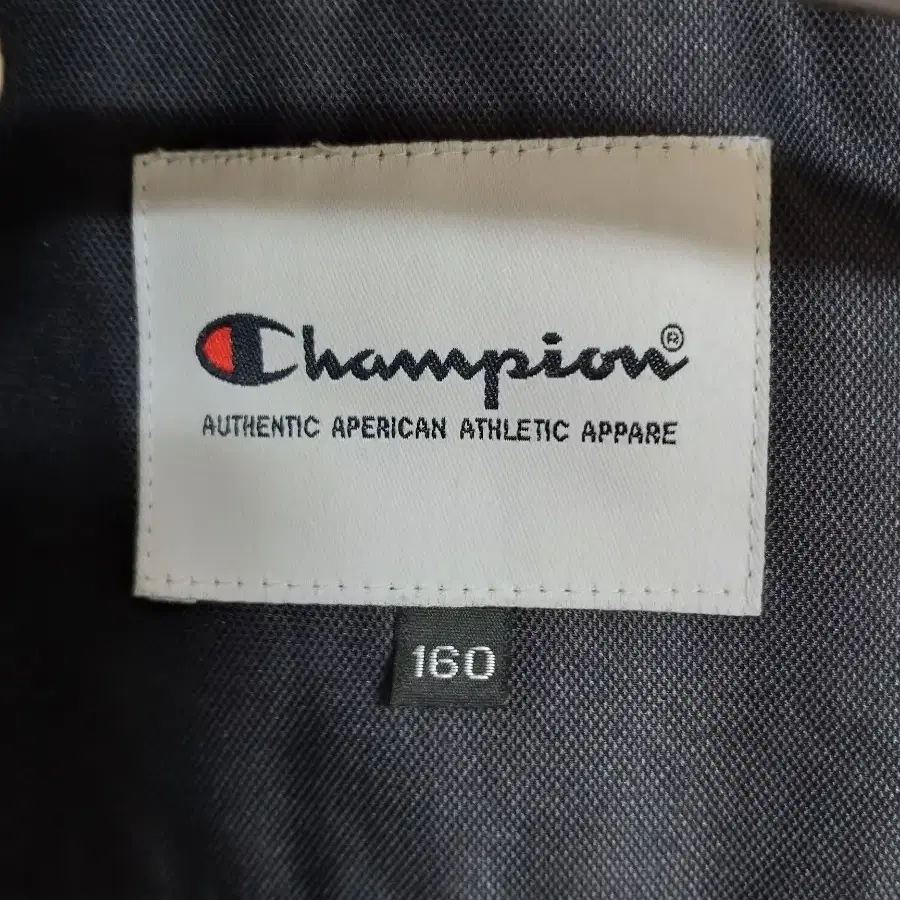 Champion®
AUTHENTIC APERICAN ATHLETIC APPARE
160